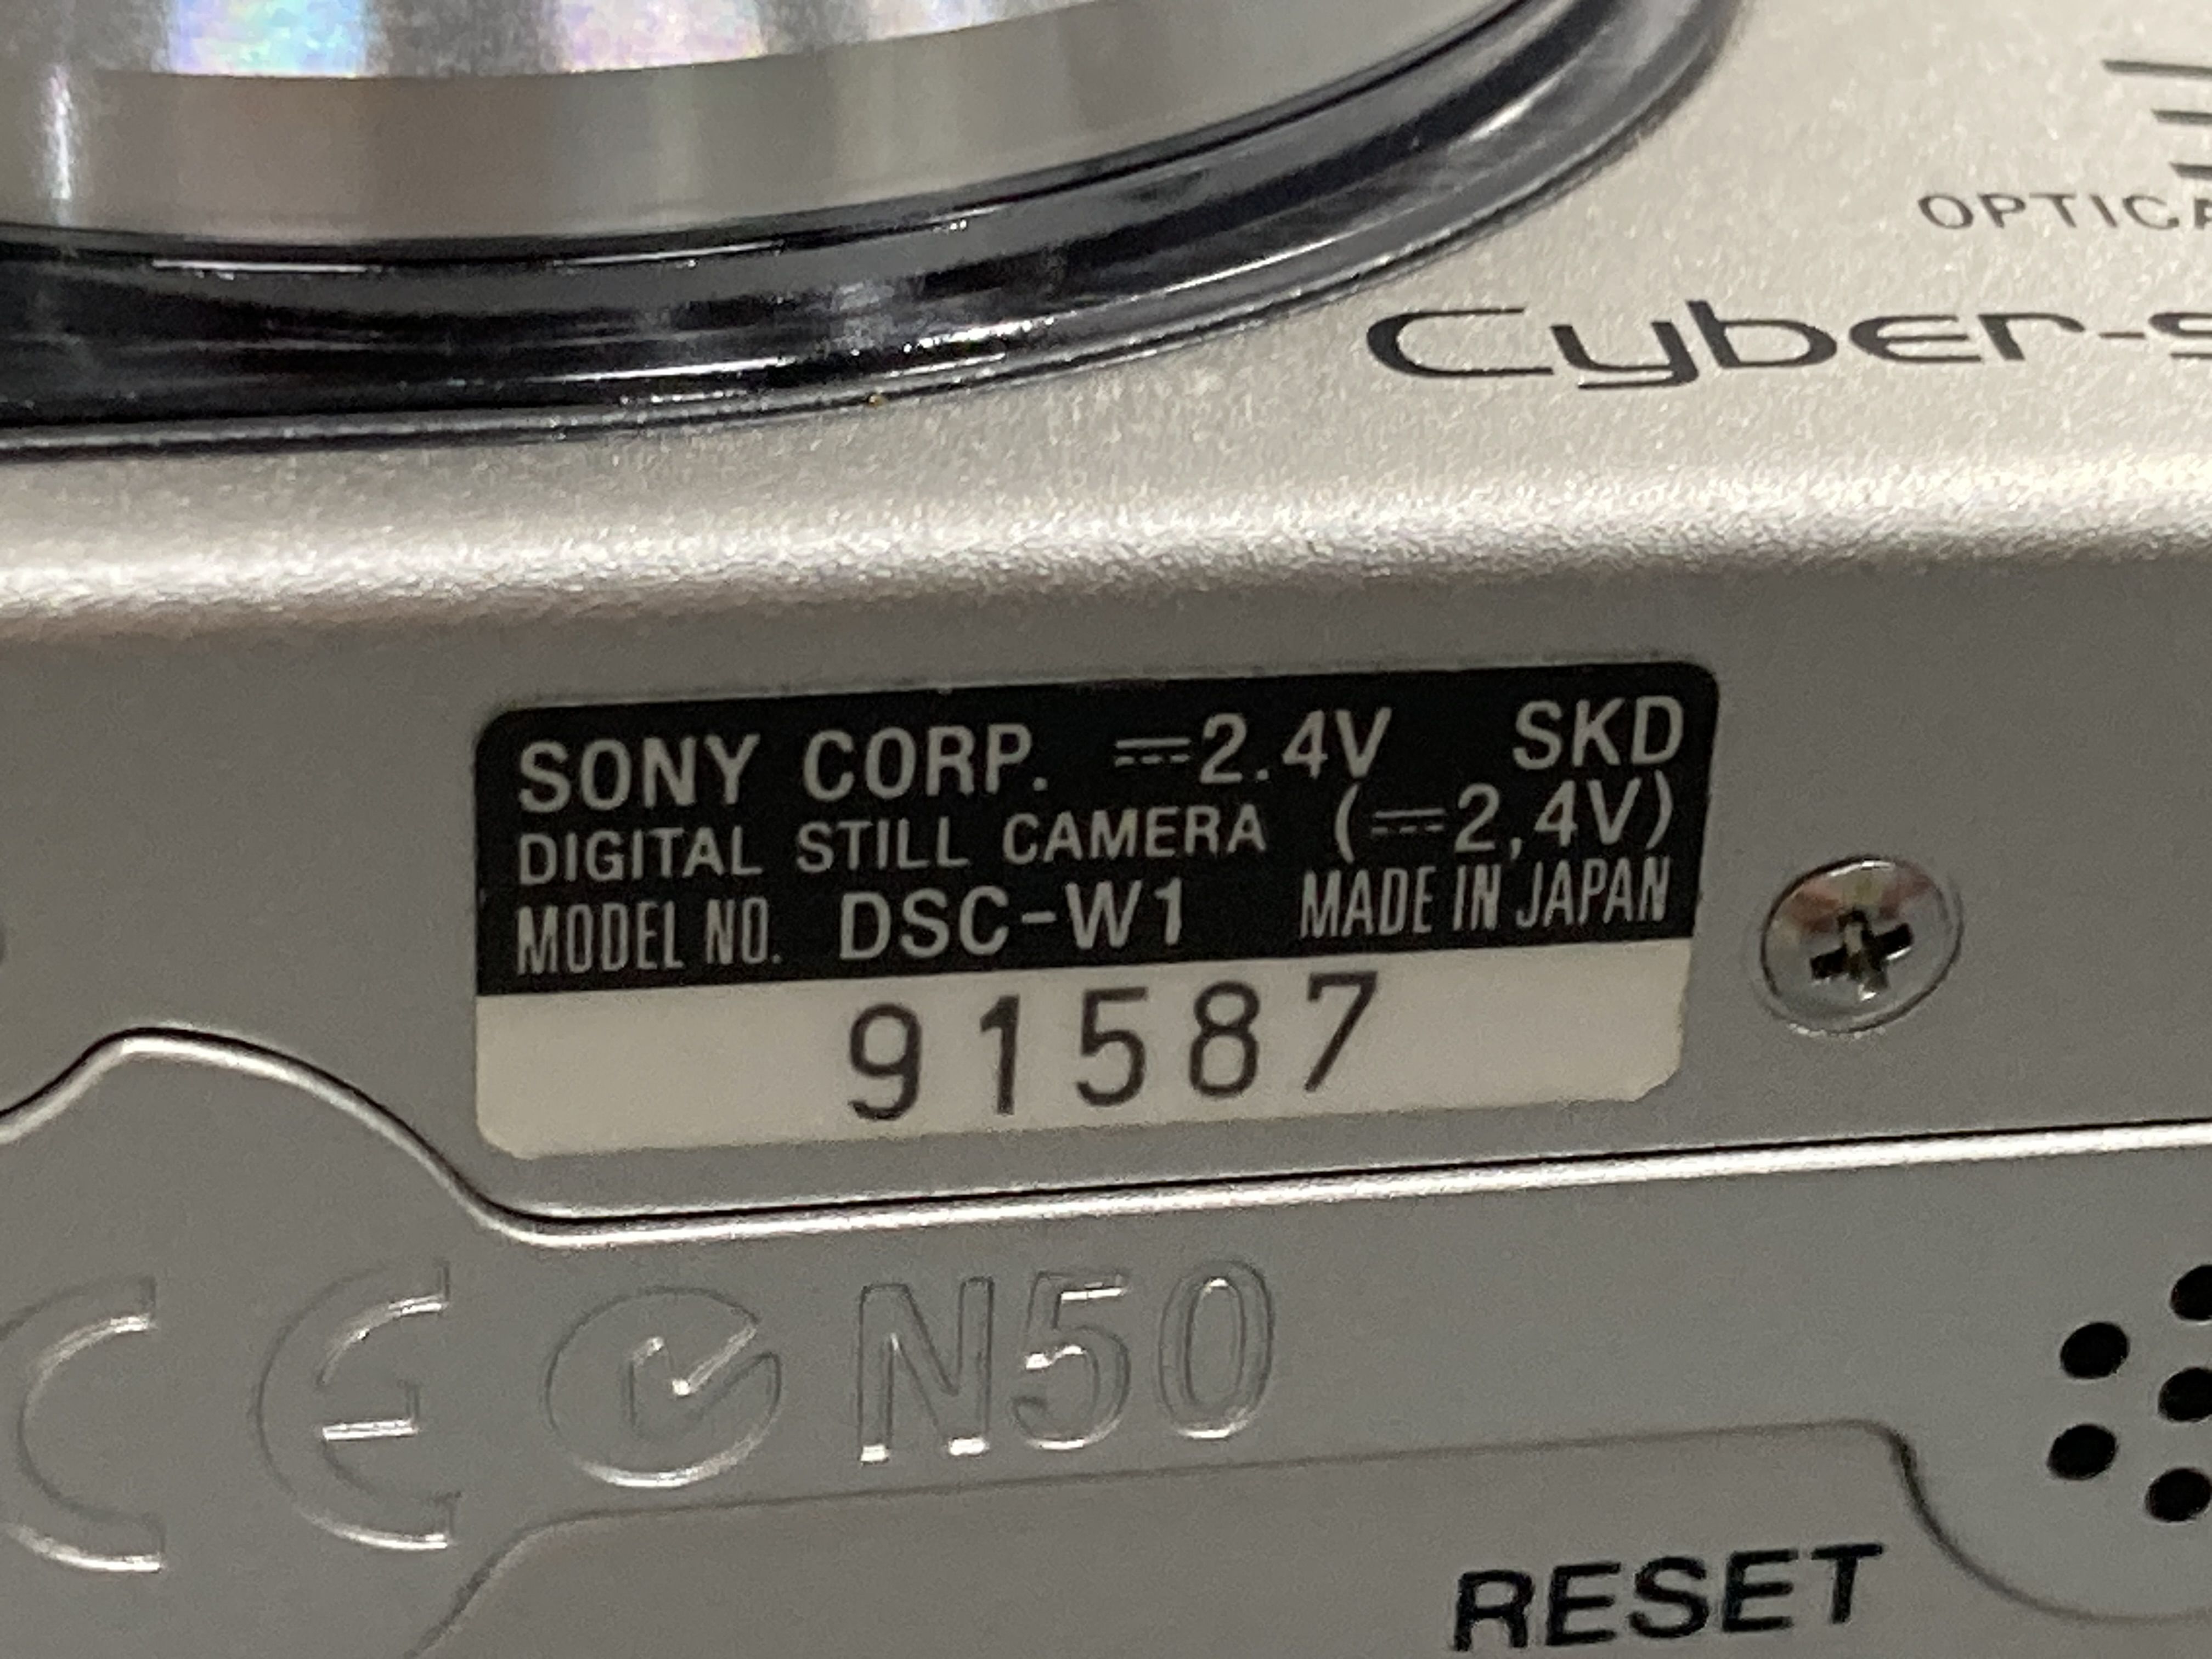 OPTICA
Cyber-s
SONY CORP. ⎓2.4V SKD
DIGITAL STILL CAMERA (⎓2,4V)
MODEL NO. DSC-W1 MADE IN JAPAN
91587
CE N50
RESET